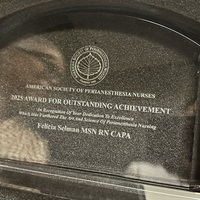 AMERICAN SOCIETY OF PERIANESTHESIA NURSES
2025 AWARD FOR OUTSTANDING ACHIEVEMENT
In Recognition Of Your Dedication To Excellence
Which Has Furthered The Art And Science Of Perianesthesia Nursing
Felicia Selman MSN RN CAPA